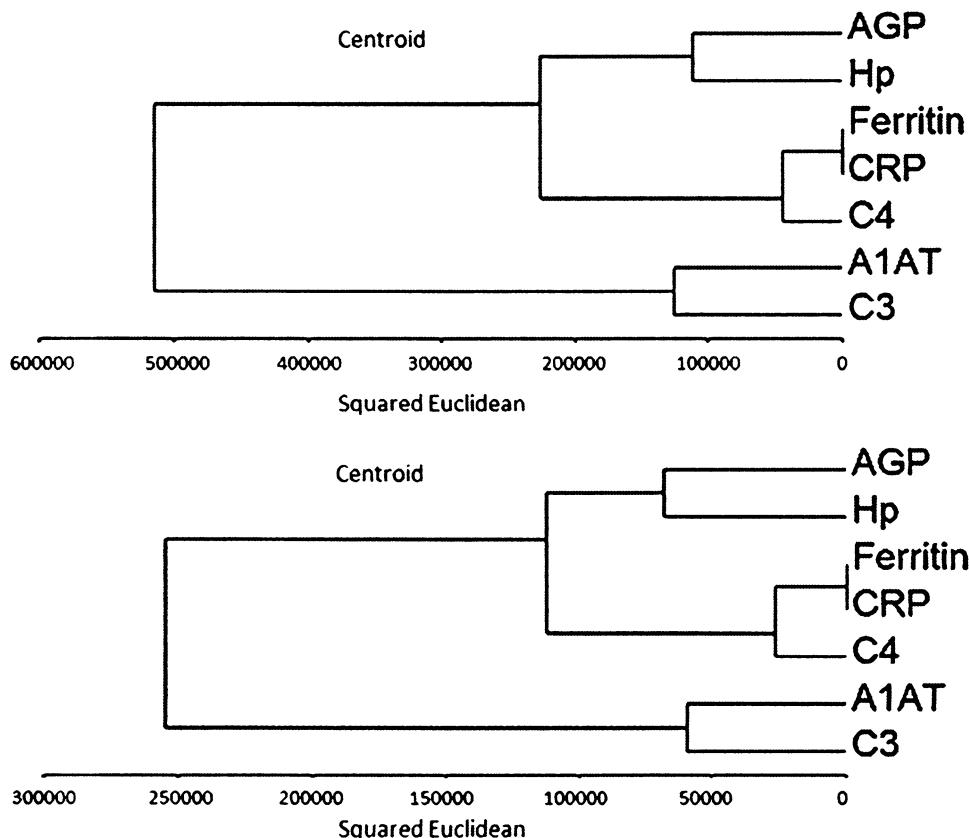 Centroid
AGP
Hp
Ferritin
CRP
C4
A1AT
C3
600000 500000 400000 300000 200000 100000 0
Squared Euclidean
Centroid
AGP
Hp
Ferritin
CRP
C4
A1AT
C3
300000 250000 200000 150000 100000 50000 0
Squared Euclidean